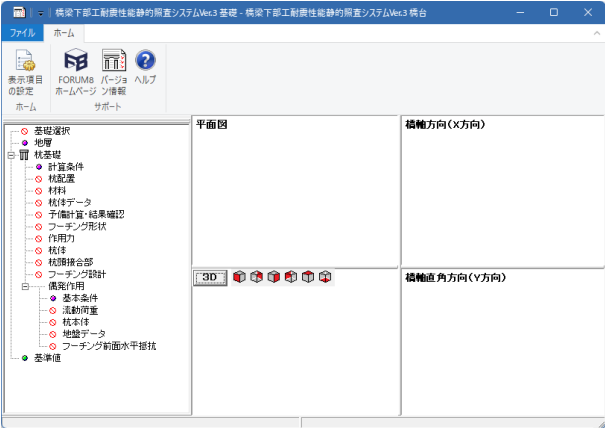 橋梁下部工耐震性能静的照査システムVer.3 基礎 - 橋梁下部工耐震性能静的照査システムVer.3 橋台
ファイル ホーム
表示項目の設定
FORUM8ホームページ
バージョン情報
ヘルプ
ホーム
サポート
基礎選択
地層
杭基礎
計算条件
杭配置
材料
杭体データ
予備計算・結果確認
フーチング形状
作用力
杭体
杭頭接合部
フーチング設計
偶発作用
基本条件
流動荷重
杭本体
地盤データ
フーチング前面水平抵抗
基準値
平面図
橋軸方向(X方向)
3D
橋軸直角方向(Y方向)